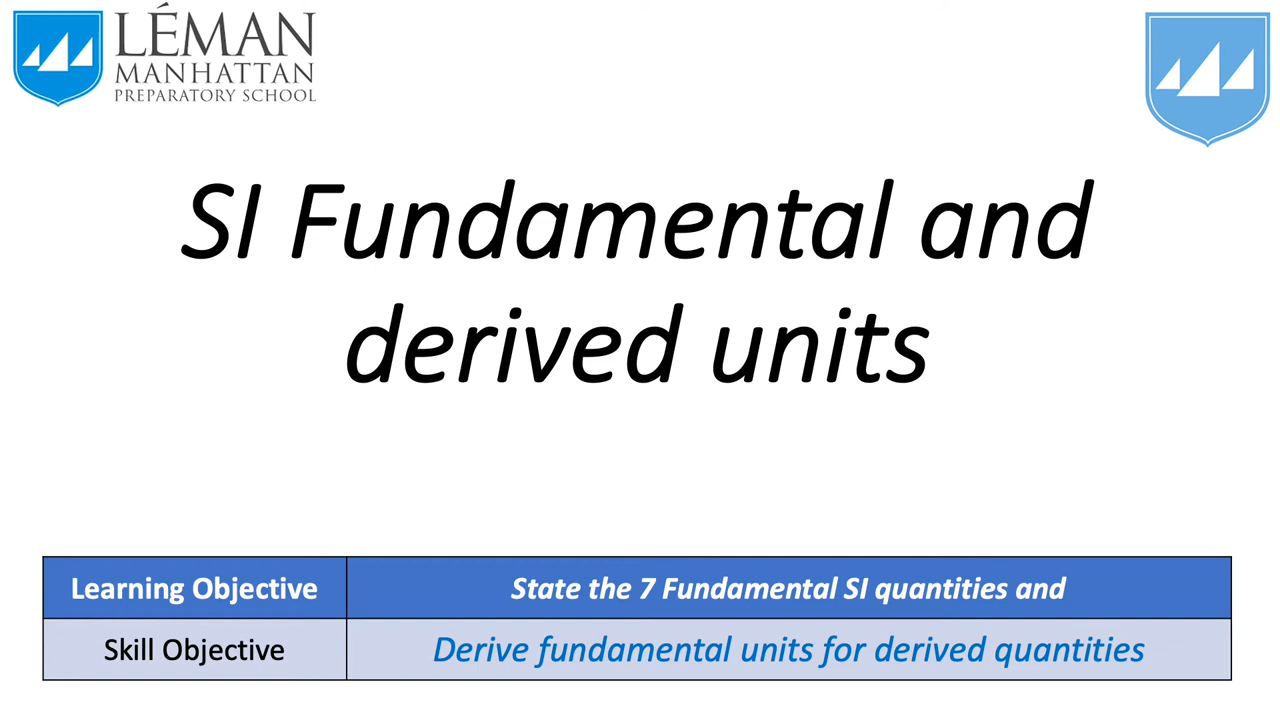 LÉMAN
MANHATTAN
PREPARATORY SCHOOL
SI Fundamental and
derived units
Learning Objective State the 7 Fundamental SI quantities and
Skill Objective Derive fundamental units for derived quantities